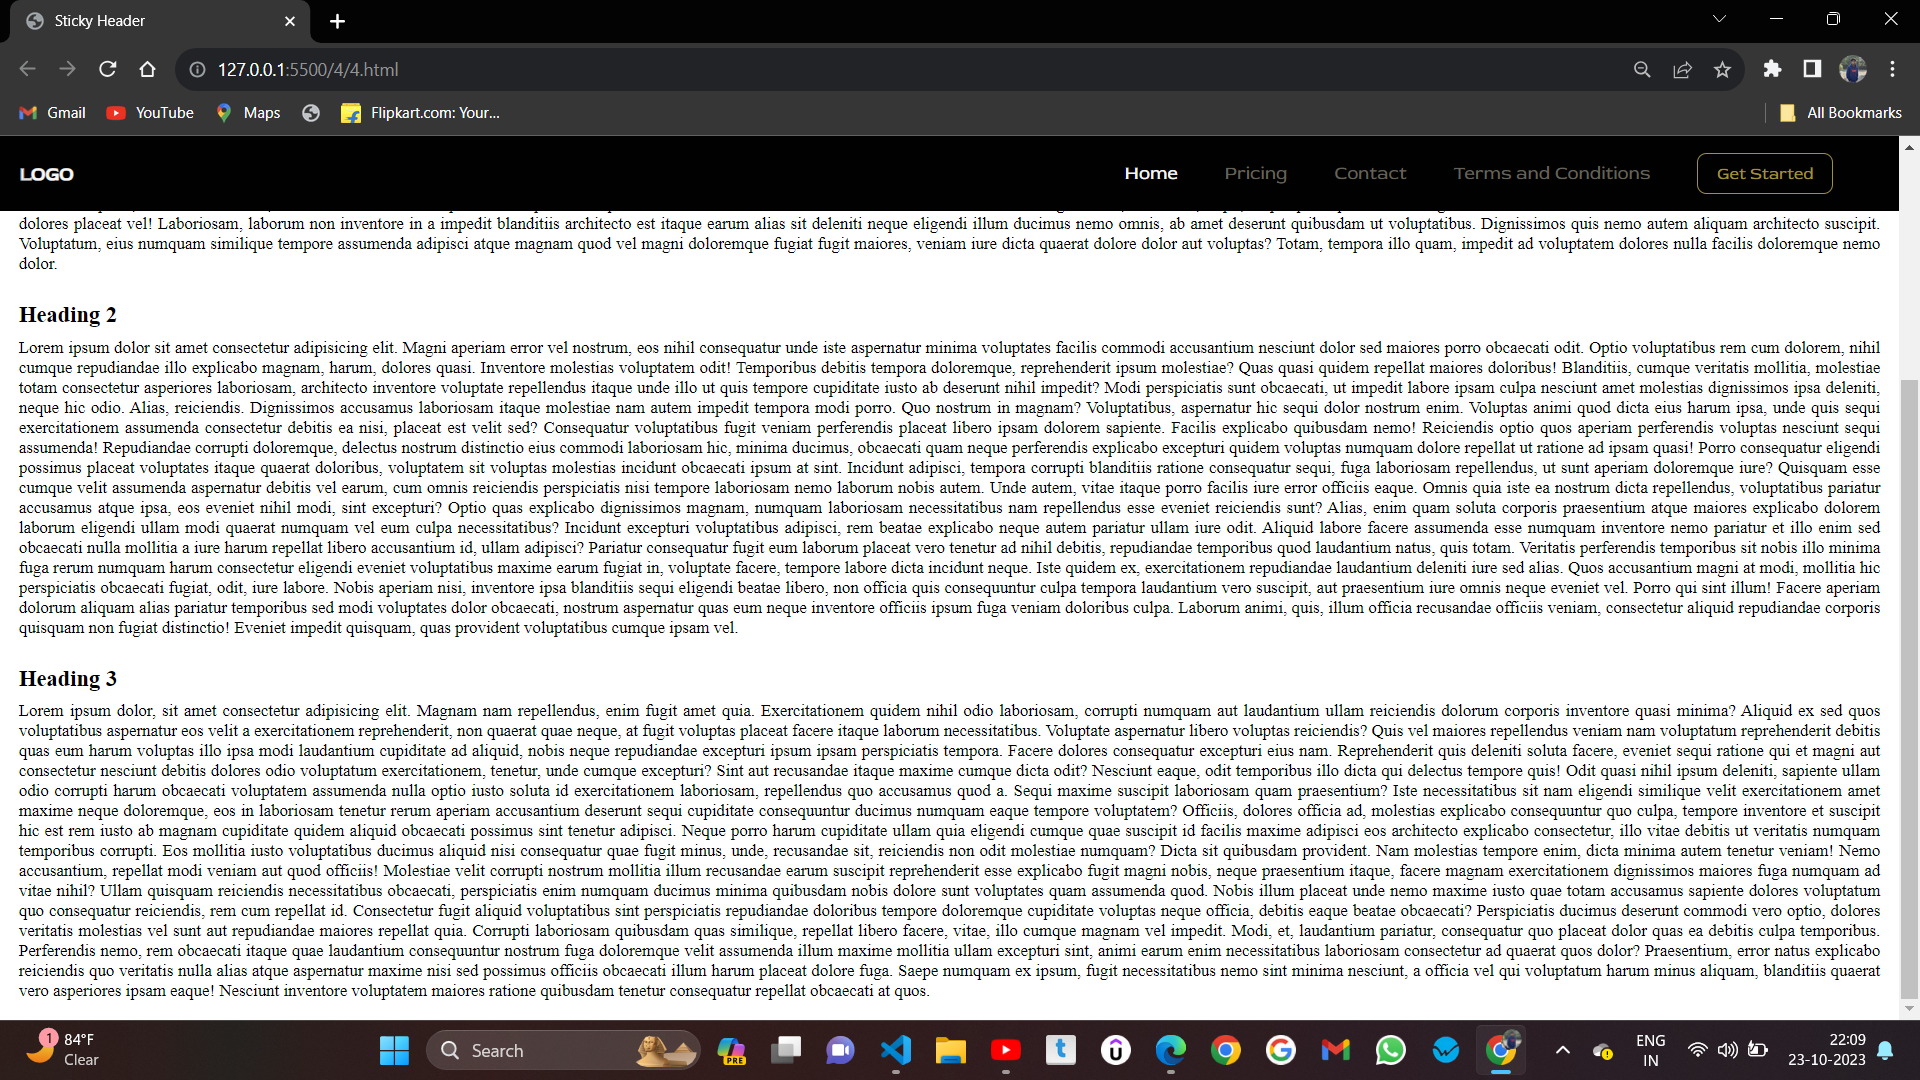 Sticky Header
127.0.0.1:5500/4/4.html
Gmail YouTube Maps Flipkart.com: Your... All Bookmarks
LOGO Home Pricing Contact Terms and Conditions Get Started
dolores placeat vel! Laboriosam, laborum non inventore in a impedit blanditiis architecto est itaque earum alias sit deleniti neque eligendi illum ducimus nemo omnis, ab amet deserunt quibusdam ut voluptatibus. Dignissimos quis nemo autem aliquam architecto suscipit.
Voluptatum, eius numquam similique tempore assumenda adipisci atque magnam quod vel magni doloremque fugiat fugit maiores, veniam iure dicta quaerat dolore dolor aut voluptas? Totam, tempora illo quam, impedit ad voluptatem dolores nulla facilis doloremque nemo
dolor.
Heading 2
Lorem ipsum dolor sit amet consectetur adipisicing elit. Magni aperiam error vel nostrum, eos nihil consequatur unde iste aspernatur minima voluptates facilis commodi accusantium nesciunt dolor sed maiores porro obcaecati odit. Optio voluptatibus rem cum dolorem, nihil
cumque repudiandae illo explicabo magnam, harum, dolores quasi. Inventore molestias voluptatem odit! Temporibus debitis tempora doloremque, reprehenderit ipsum molestiae? Quas quasi quidem repellat maiores doloribus! Blanditiis, cumque veritatis mollitia, molestiae
totam consectetur asperiores laboriosam, architecto inventore voluptate repellendus itaque unde illo ut quis tempore cupiditate iusto ab deserunt nihil impedit? Modi perspiciatis sunt obcaecati, ut impedit labore ipsam culpa nesciunt amet molestias dignissimos ipsa deleniti,
neque hic odio. Alias, reiciendis. Dignissimos accusamus laboriosam itaque molestiae nam autem impedit tempora modi porro. Quo nostrum in magnam? Voluptatibus, aspernatur hic sequi dolor nostrum enim. Voluptas animi quod dicta eius harum ipsa, unde quis sequi
exercitationem assumenda consectetur debitis ea nisi, placeat est velit sed? Consequatur voluptatibus fugit veniam perferendis placeat libero ipsam dolorem sapiente. Facilis explicabo quibusdam nemo! Reiciendis optio quos aperiam perferendis voluptas nesciunt sequi
assumenda! Repudiandae corrupti doloremque, delectus nostrum distinctio eius commodi laboriosam hic, minima ducimus, obcaecati quam neque perferendis explicabo excepturi quidem voluptas numquam dolore repellat ut ratione ad ipsam quasi! Porro consequatur eligendi
possimus placeat voluptates itaque quaerat doloribus, voluptatem sit voluptas molestias incidunt obcaecati ipsum at sint. Incidunt adipisci, tempora corrupti blanditiis ratione consequatur sequi, fuga laboriosam repellendus, ut sunt aperiam doloremque iure? Quisquam esse
cumque velit assumenda aspernatur debitis vel earum, cum omnis reiciendis perspiciatis nisi tempore laboriosam nemo laborum nobis autem. Unde autem, vitae itaque porro facilis iure error officiis eaque. Omnis quia iste ea nostrum dicta repellendus, voluptatibus pariatur
accusamus atque ipsa, eos eveniet nihil modi, sint excepturi? Optio quas explicabo dignissimos magnam, numquam laboriosam necessitatibus nam repellendus esse eveniet reiciendis sunt? Alias, enim quam soluta corporis praesentium atque maiores explicabo dolorem
laborum eligendi ullam modi quaerat numquam vel eum culpa necessitatibus? Incidunt excepturi voluptatibus adipisci, rem beatae explicabo neque autem pariatur ullam iure odit. Aliquid labore facere assumenda esse numquam inventore nemo pariatur et illo enim sed
obcaecati nulla mollitia a iure harum repellat libero accusantium id, ullam adipisci? Pariatur consequatur fugit eum laborum placeat vero tenetur ad nihil debitis, repudiandae temporibus quod laudantium natus, quis totam. Veritatis perferendis temporibus sit nobis illo minima
fuga rerum numquam harum consectetur eligendi eveniet voluptatibus maxime earum fugiat in, voluptate facere, tempore labore dicta incidunt neque. Iste quidem ex, exercitationem repudiandae laudantium deleniti iure sed alias. Quos accusantium magni at modi, mollitia hic
perspiciatis obcaecati fugiat, odit, iure labore. Nobis aperiam nisi, inventore ipsa blanditiis sequi eligendi beatae libero, non officia quis consequuntur culpa tempora laudantium vero suscipit, aut praesentium iure omnis neque eveniet vel. Porro qui sint illum! Facere aperiam
dolorum aliquam alias pariatur temporibus sed modi voluptates dolor obcaecati, nostrum aspernatur quas eum neque inventore officiis ipsum fuga veniam doloribus culpa. Laborum animi, quis, illum officia recusandae officiis veniam, consectetur aliquid repudiandae corporis
quisquam non fugiat distinctio! Eveniet impedit quisquam, quas provident voluptatibus cumque ipsam vel.
Heading 3
Lorem ipsum dolor, sit amet consectetur adipisicing elit. Magnam nam repellendus, enim fugit amet quia. Exercitationem quidem nihil odio laboriosam, corrupti numquam aut laudantium ullam reiciendis dolorum corporis inventore quasi minima? Aliquid ex sed quos
voluptatibus aspernatur eos velit a exercitationem reprehenderit, non quaerat quae neque, at fugit voluptas placeat facere itaque laborum necessitatibus. Voluptate aspernatur libero voluptas reiciendis? Quis vel maiores repellendus veniam nam voluptatum reprehenderit debitis
quas eum harum voluptas illo ipsa modi laudantium cupiditate ad aliquid, nobis neque repudiandae excepturi ipsum ipsam perspiciatis tempora. Facere dolores consequatur excepturi eius nam. Reprehenderit quis deleniti soluta facere, eveniet sequi ratione qui et magni aut
consectetur nesciunt debitis dolores odio voluptatum exercitationem, tenetur, unde cumque excepturi? Sint aut recusandae itaque maxime cumque dicta odit? Nesciunt eaque, odit temporibus illo dicta qui delectus tempore quis! Odit quasi nihil ipsum deleniti, sapiente ullam
odio corrupti harum obcaecati voluptatem assumenda nulla optio iusto soluta id exercitationem laboriosam, repellendus quo accusamus quod a. Sequi maxime suscipit laboriosam quam praesentium? Iste necessitatibus sit nam eligendi similique velit exercitationem amet
maxime neque doloremque, eos in laboriosam tenetur rerum aperiam accusantium deserunt sequi cupiditate consequuntur ducimus numquam eaque tempore voluptatem? Officiis, dolores officia ad, molestias explicabo consequuntur quo culpa, tempore inventore et suscipit
hic est rem iusto ab magnam cupiditate quidem aliquid obcaecati possimus sint tenetur adipisci. Neque porro harum cupiditate ullam quia eligendi cumque quae suscipit id facilis maxime adipisci eos architecto explicabo consectetur, illo vitae debitis ut veritatis numquam
temporibus corrupti. Eos mollitia iusto voluptatibus ducimus aliquid nisi consequatur quae fugit minus, unde, recusandae sit, reiciendis non odit molestiae numquam? Dicta sit quibusdam provident. Nam molestias tempore enim, dicta minima autem tenetur veniam! Nemo
accusantium, repellat modi veniam aut quod officiis! Molestiae velit corrupti nostrum mollitia illum recusandae earum suscipit reprehenderit esse explicabo fugit magni nobis, neque praesentium itaque, facere magnam exercitationem dignissimos maiores fuga numquam ad
vitae nihil? Ullam quisquam reiciendis necessitatibus obcaecati, perspiciatis enim numquam ducimus minima quibusdam nobis dolore sunt voluptates quam assumenda quod. Nobis illum placeat unde nemo maxime iusto quae totam accusamus sapiente dolores voluptatum
quo consequatur reiciendis, rem cum repellat id. Consectetur fugit aliquid voluptatibus sint perspiciatis repudiandae doloribus tempore doloremque cupiditate voluptas neque officia, debitis eaque beatae obcaecati? Perspiciatis ducimus deserunt commodi vero optio, dolores
veritatis molestias vel sunt aut repudiandae maiores repellat quia. Corrupti laboriosam quibusdam quas similique, repellat libero facere, vitae, illo cumque magnam vel impedit. Modi, et, laudantium pariatur, consequatur quo placeat dolor quas ea debitis culpa temporibus.
Perferendis nemo, rem obcaecati itaque quae laudantium consequuntur nostrum fuga doloremque velit assumenda illum maxime mollitia ullam excepturi sint, animi earum enim necessitatibus laboriosam consectetur ad quaerat quos dolor? Praesentium, error natus explicabo
reiciendis quo veritatis nulla alias atque aspernatur maxime nisi sed possimus officiis obcaecati illum harum placeat dolore fuga. Saepe numquam ex ipsum, fugit necessitatibus nemo sint minima nesciunt, a officia vel qui voluptatum harum minus aliquam, blanditiis quaerat
vero asperiores ipsam eaque! Nesciunt inventore voluptatem maiores ratione quibusdam tenetur consequatur repellat obcaecati at quos.
1 84°F
Clear
Search
PRE
ENG
IN
22:09
23-10-2023